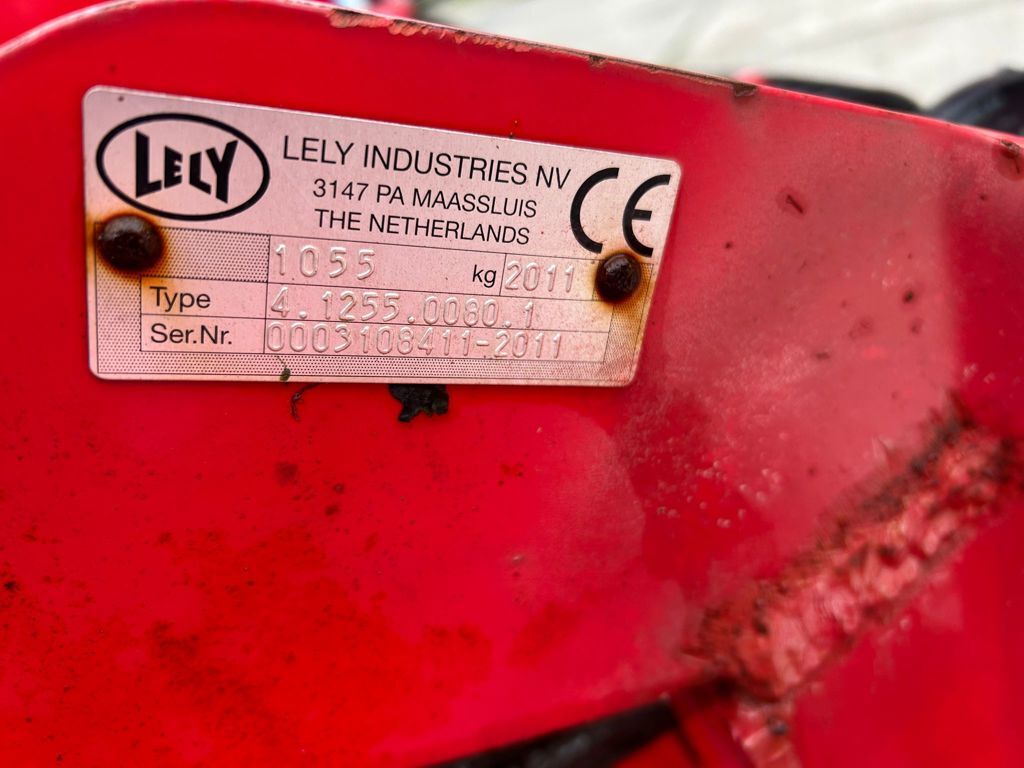 LELY
LELY INDUSTRIES NV
3147 PA MAASSLUIS
THE NETHERLANDS
CE
1055 kg 2011
Type 4.1255.0080.1
Ser.Nr. 0003108411-2011